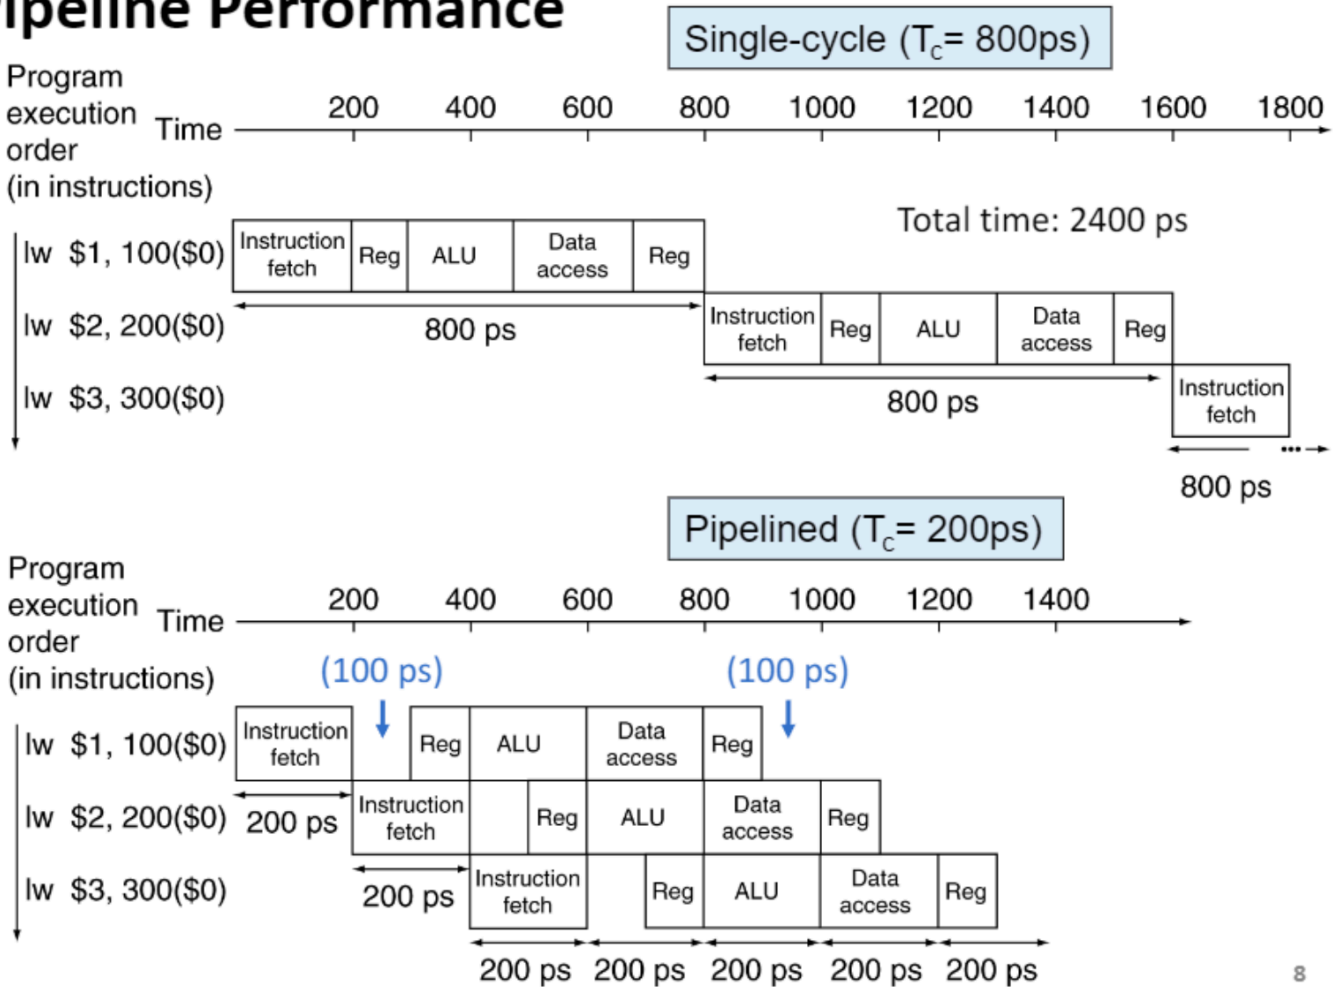 ipeline Performance
Single-cycle (Tc= 800ps)
Program
execution
order
(in instructions)
Time
200 400 600 800 1000 1200 1400 1600 1800
Total time: 2400 ps
lw $1, 100($0)
Instruction
fetch
Reg
ALU
Data
access
Reg
800 ps
lw $2, 200($0)
Instruction
fetch
Reg
ALU
Data
access
Reg
800 ps
lw $3, 300($0)
Instruction
fetch
...
800 ps
Pipelined (Tc= 200ps)
Program
execution
order
(in instructions)
Time
200 400 600 800 1000 1200 1400
(100 ps)
(100 ps)
lw $1, 100($0)
Instruction
fetch
Reg
ALU
Data
access
Reg
200 ps
lw $2, 200($0)
Instruction
fetch
Reg
ALU
Data
access
Reg
200 ps
lw $3, 300($0)
Instruction
fetch
Reg
ALU
Data
access
Reg
200 ps 200 ps 200 ps 200 ps 200 ps
8